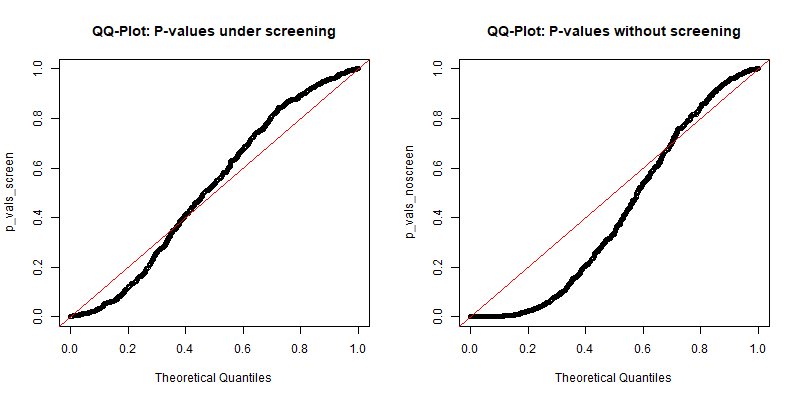 QQ-Plot: P-values under screening
p_vals_screen
1.0
0.8
0.6
0.4
0.2
0.0
0.0 0.2 0.4 0.6 0.8 1.0
Theoretical Quantiles
QQ-Plot: P-values without screening
p_vals_noscreen
1.0
0.8
0.6
0.4
0.2
0.0
0.0 0.2 0.4 0.6 0.8 1.0
Theoretical Quantiles